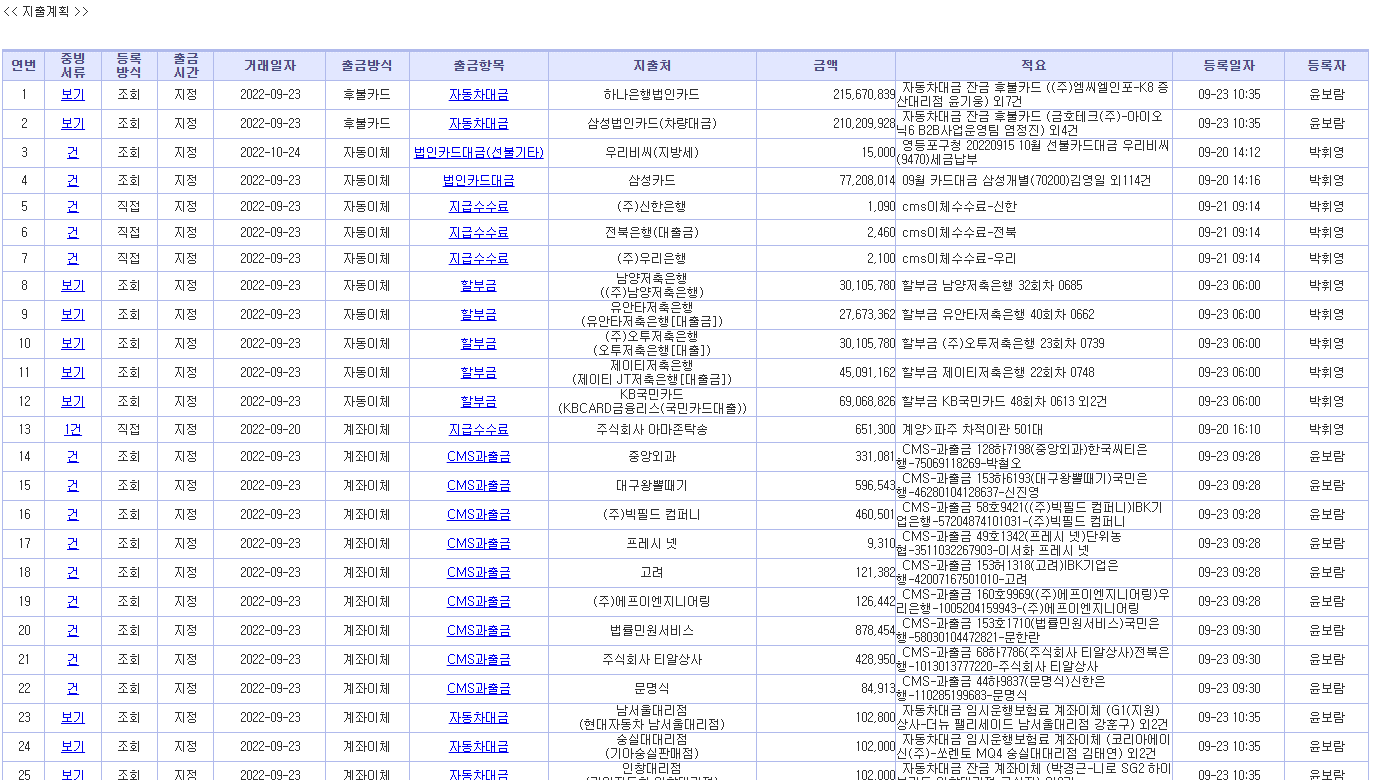 << 지출계획 >>
연번 증빙서류 등록방식 출금시간 거래일자 출금방식 출금항목 지출처 금액 적요 등록일자 등록자
1 보기 조회 지정 2022-09-23 후불카드 자동차대금 하나은행법인카드 215,670,839 자동차대금 잔금 후불카드 ((주)엠씨엘인포-K8 증산대리점 윤기웅) 외7건 09-23 10:35 윤보람
2 보기 조회 지정 2022-09-23 후불카드 자동차대금 삼성법인카드(차량대금) 210,209,928 자동차대금 잔금 후불카드 (금호테크(주)-아이오닉6 B2B사업운영팀 염정진) 외4건 09-23 10:35 윤보람
3 건 조회 지정 2022-10-24 자동이체 법인카드대금(선불기타) 우리비씨(지방세) 15,000 영등포구청 20220915 10월 선불카드대금 우리비씨(9470)세금납부 09-20 14:12 박휘영
4 건 조회 지정 2022-09-23 자동이체 법인카드대금 삼성카드 77,208,014 09월 카드대금 삼성개별(70200)김영일 외114건 09-20 14:16 박휘영
5 건 직접 지정 2022-09-23 자동이체 지급수수료 (주)신한은행 1,090 cms이체수수료-신한 09-21 09:14 박휘영
6 건 직접 지정 2022-09-23 자동이체 지급수수료 전북은행(대출금) 2,460 cms이체수수료-전북 09-21 09:14 박휘영
7 건 직접 지정 2022-09-23 자동이체 지급수수료 (주)우리은행 2,100 cms이체수수료-우리 09-21 09:14 박휘영
8 보기 조회 지정 2022-09-23 자동이체 할부금 남양저축은행 ((주)남양저축은행) 30,105,780 할부금 남양저축은행 32회차 0685 09-23 06:00 박휘영
9 보기 조회 지정 2022-09-23 자동이체 할부금 유안타저축은행 (유안타저축은행[대출금]) 27,673,362 할부금 유안타저축은행 40회차 0662 09-23 06:00 박휘영
10 보기 조회 지정 2022-09-23 자동이체 할부금 (주)오투저축은행 (오투저축은행[대출]) 30,105,780 할부금 (주)오투저축은행 23회차 0739 09-23 06:00 박휘영
11 보기 조회 지정 2022-09-23 자동이체 할부금 제이티저축은행 (제이티 JT저축은행[대출금]) 45,091,162 할부금 제이티저축은행 22회차 0748 09-23 06:00 박휘영
12 보기 조회 지정 2022-09-23 자동이체 할부금 KB국민카드 (KBCARD금융리스(국민카드대출)) 69,068,826 할부금 KB국민카드 48회차 0613 외2건 09-23 06:00 박휘영
13 1건 직접 지정 2022-09-20 계좌이체 지급수수료 주식회사 아마존탁송 651,300 계양>파주 차적이관 501대 09-20 16:10 박휘영
14 건 조회 지정 2022-09-23 계좌이체 CMS과출금 중앙외과 331,081 CMS-과출금 128하7198(중앙외과)한국씨티은행-75069118269-박철오 09-23 09:28 윤보람
15 건 조회 지정 2022-09-23 계좌이체 CMS과출금 대구왕뽈때기 596,543 CMS-과출금 153하6193(대구왕뽈때기)국민은행-46280104128637-신진영 09-23 09:28 윤보람
16 건 조회 지정 2022-09-23 계좌이체 CMS과출금 (주)빅필드 컴퍼니 460,501 CMS-과출금 58호9421((주)빅필드 컴퍼니)IBK기업은행-57204874101031-(주)빅필드 컴퍼니 09-23 09:28 윤보람
17 건 조회 지정 2022-09-23 계좌이체 CMS과출금 프레시 넷 9,310 CMS-과출금 49호1342(프레시 넷)단위농협-3511032267903-이서화 프레시 넷 09-23 09:28 윤보람
18 건 조회 지정 2022-09-23 계좌이체 CMS과출금 고려 121,382 CMS-과출금 153허1318(고려)IBK기업은행-42007167501010-고려 09-23 09:28 윤보람
19 건 조회 지정 2022-09-23 계좌이체 CMS과출금 (주)에프이엔지니어링 126,442 CMS-과출금 160호9969((주)에프이엔지니어링)우리은행-1005204159943-(주)에프이엔지니어링 09-23 09:28 윤보람
20 건 조회 지정 2022-09-23 계좌이체 CMS과출금 법률민원서비스 878,454 CMS-과출금 153호1710(법률민원서비스)국민은행-58030104472821-문한란 09-23 09:30 윤보람
21 건 조회 지정 2022-09-23 계좌이체 CMS과출금 주식회사 티알상사 428,950 CMS-과출금 68하7786(주식회사 티알상사)전북은행-1013013777220-주식회사 티알상사 09-23 09:30 윤보람
22 건 조회 지정 2022-09-23 계좌이체 CMS과출금 문명식 84,913 CMS-과출금 44하9837(문명식)신한은행-110285199683-문명식 09-23 09:30 윤보람
23 보기 조회 지정 2022-09-23 계좌이체 자동차대금 남서울대리점 (현대자동차 남서울대리점) 102,800 자동차대금 임시운행보험료 계좌이체 (G1(지원)상사-더뉴 팰리세이드 남서울대리점 강훈구) 외2건 09-23 10:35 윤보람
24 보기 조회 지정 2022-09-23 계좌이체 자동차대금 숭실대대리점 (기아숭실판매점) 102,000 자동차대금 임시운행보험료 계좌이체 (코리아에이신(주)-쏘렌토 MQ4 숭실대대리점 김태연) 외2건 09-23 10:35 윤보람
25 보기 조회 지정 2022-09-23 계좌이체 자동차대금 인창대리점 102,000 자동차대금 잔금 계좌이체 (박경근-니로 SG2 하이 09-23 10:35 윤보람